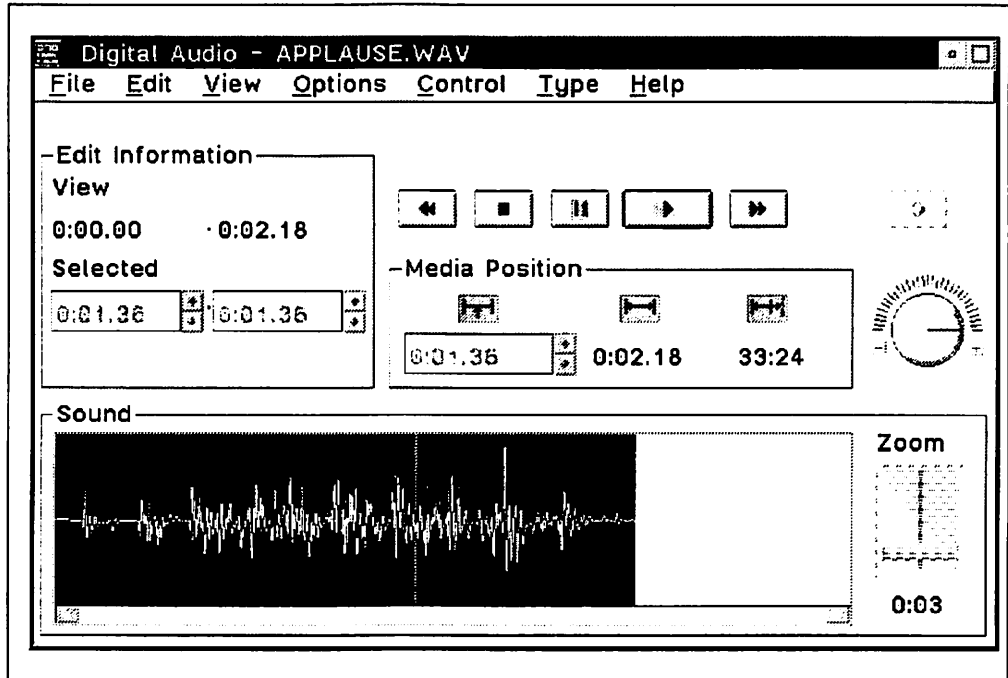 Digital Audio - APPLAUSE.WAV
File Edit View Options Control Type Help
Edit Information
View
0:00.00 0:02.18
Selected
0:01.36 0:01.36
Media Position
0:01.36 0:02.18 33:24
Sound
Zoom
0:03